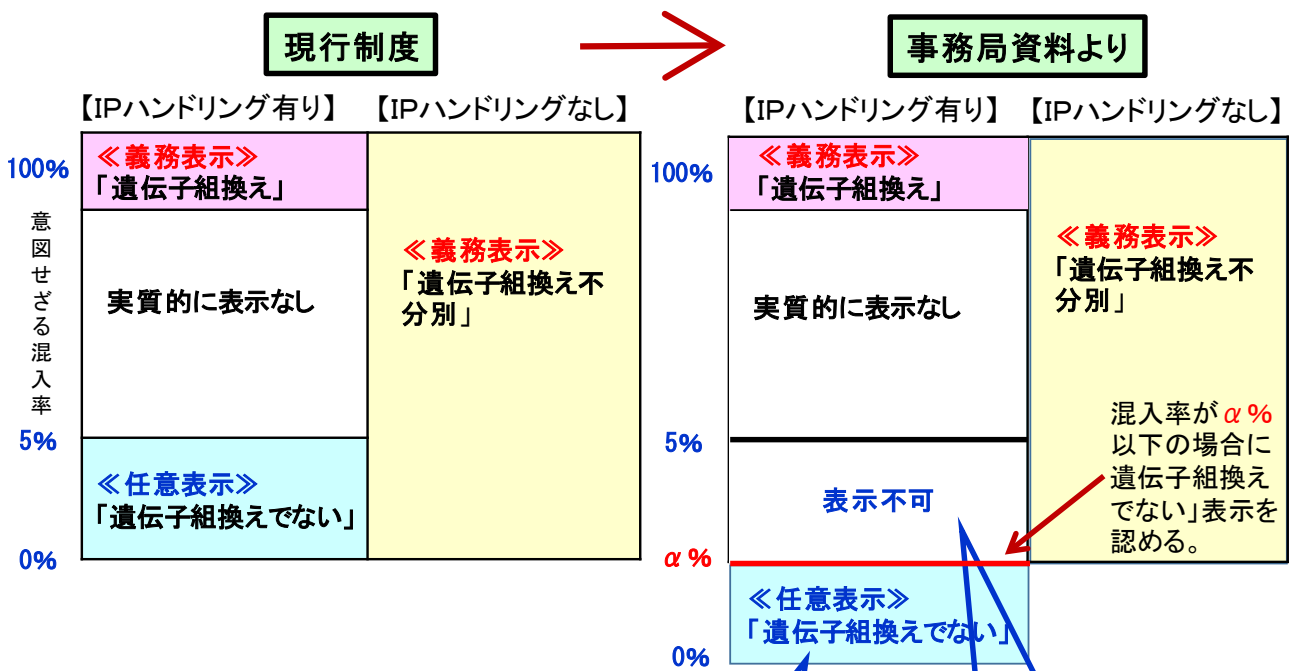 現行制度
【IPハンドリング有り】
【IPハンドリングなし】
100%
意図せざる混入率
5%
0%
≪義務表示≫
「遺伝子組換え」
実質的に表示なし
≪任意表示≫
「遺伝子組換えでない」
≪義務表示≫
「遺伝子組換え不
分別」
事務局資料より
【IPハンドリング有り】
【IPハンドリングなし】
100%
5%
α%
0%
≪義務表示≫
「遺伝子組換え」
実質的に表示なし
表示不可
≪任意表示≫
「遺伝子組換えでない」
≪義務表示≫
「遺伝子組換え不
分別」
混入率がα%
以下の場合に
遺伝子組換え
でない」表示を
認める。